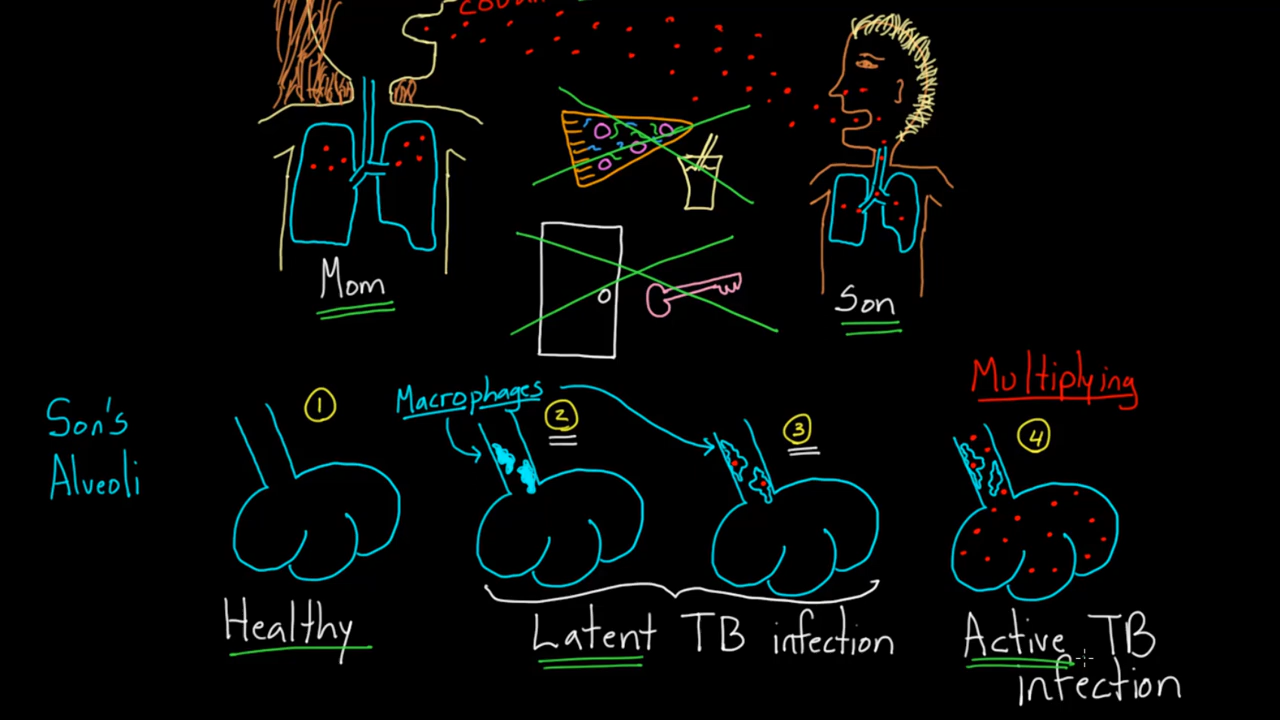 Mom
Son
Multiplying
Son's
Alveoli
1
Macrophages
2
3
4
Healthy
Latent TB infection
Active TB
infection